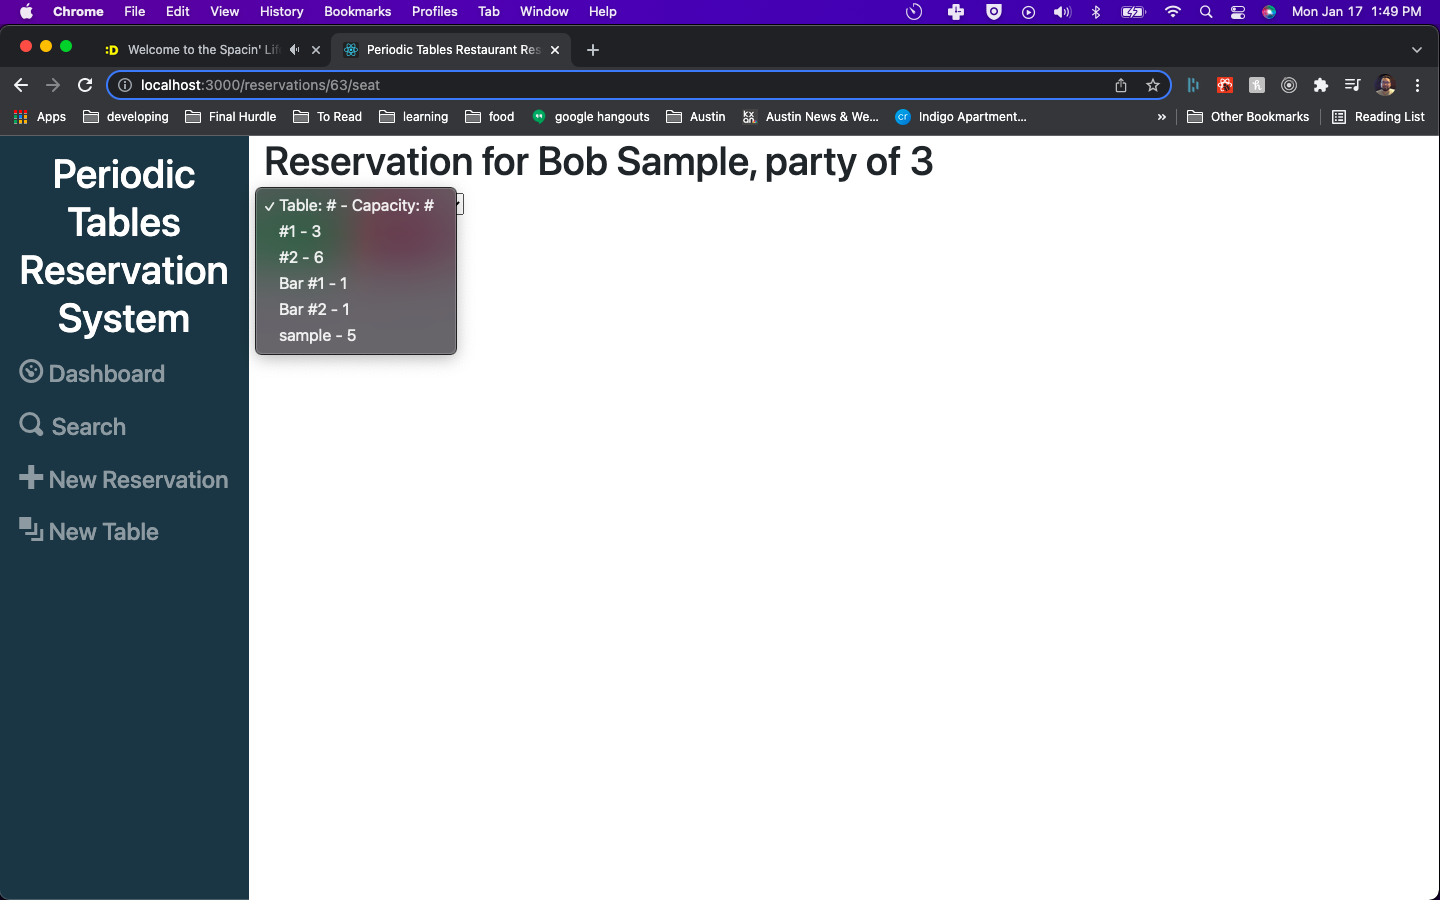 Chrome File Edit View History Bookmarks Profiles Tab Window Help Mon Jan 17 1:49 PM
:D Welcome to the Spacin' Lif Periodic Tables Restaurant Res
localhost:3000/reservations/63/seat
Apps developing Final Hurdle To Read learning food google hangouts Austin KX AN Austin News & We... cr Indigo Apartment... » Other Bookmarks Reading List
Periodic
Tables
Reservation
System
Dashboard
Search
New Reservation
New Table
Reservation for Bob Sample, party of 3
✓ Table: # - Capacity: #
#1 - 3
#2 - 6
Bar #1 - 1
Bar #2 - 1
sample - 5